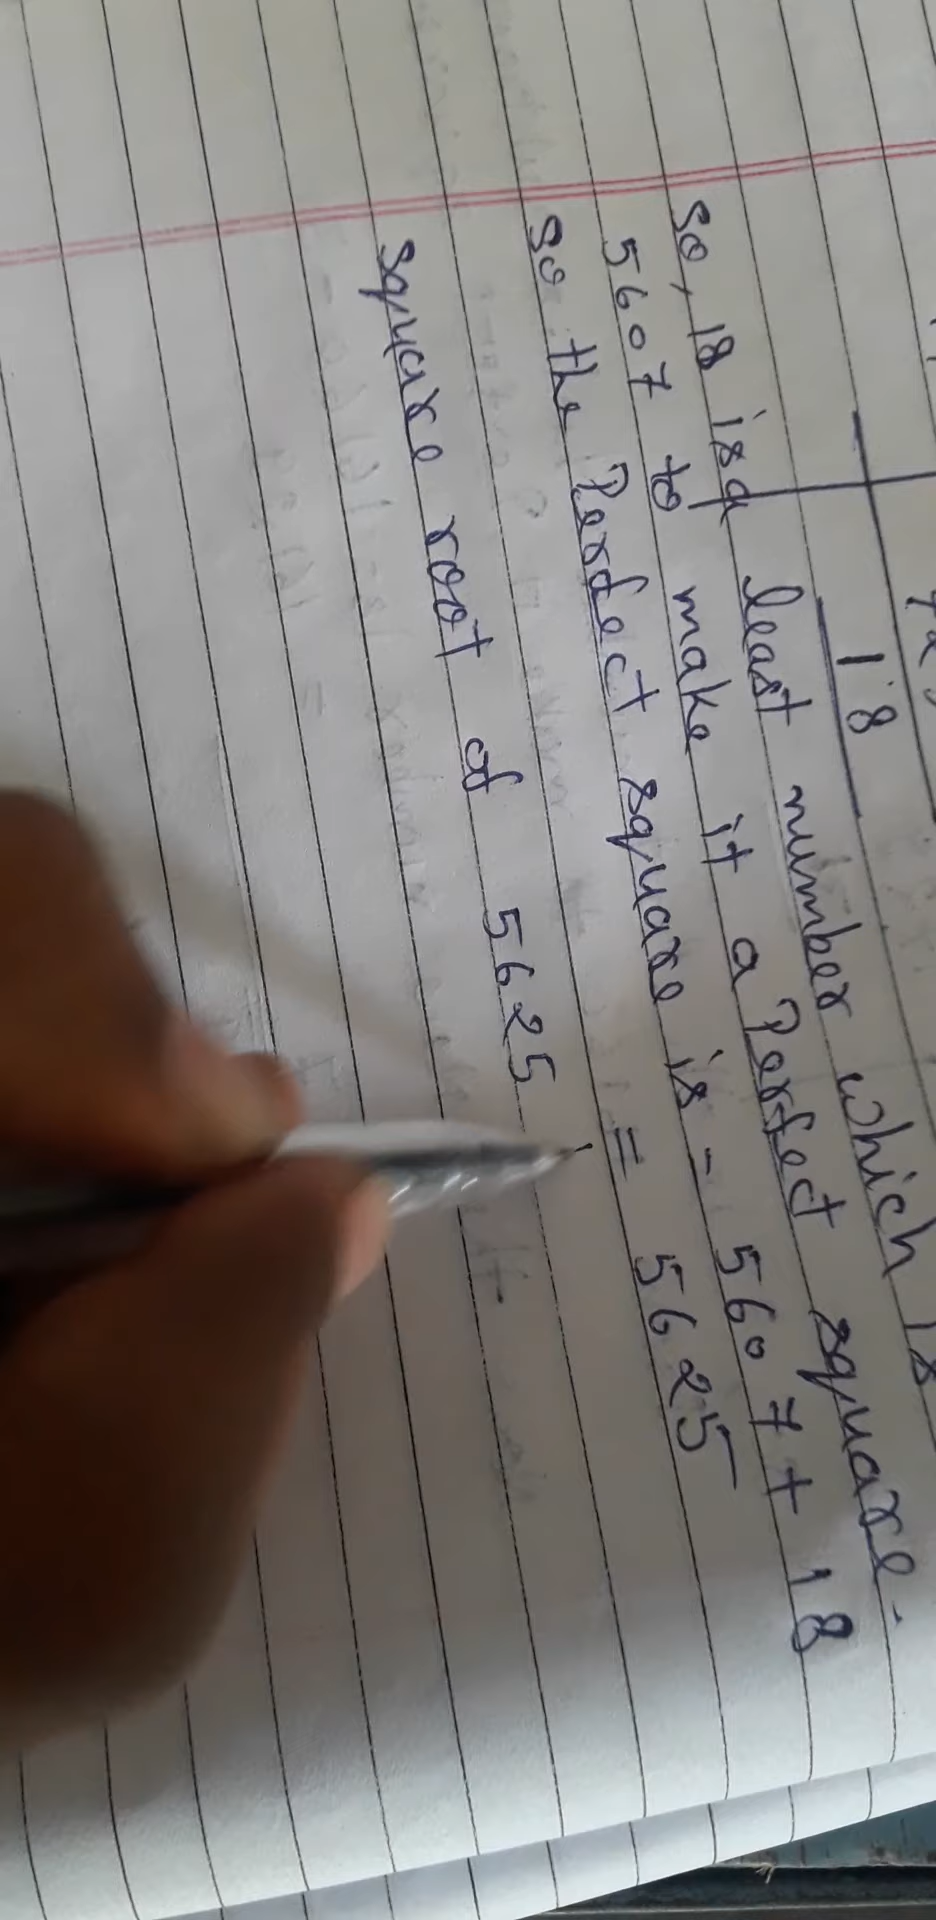 18
So, 18 is a least number which is
5607 to make it a Perfect square.
So the Perfect square is - 5607 + 18
= 5625
square root of 5625